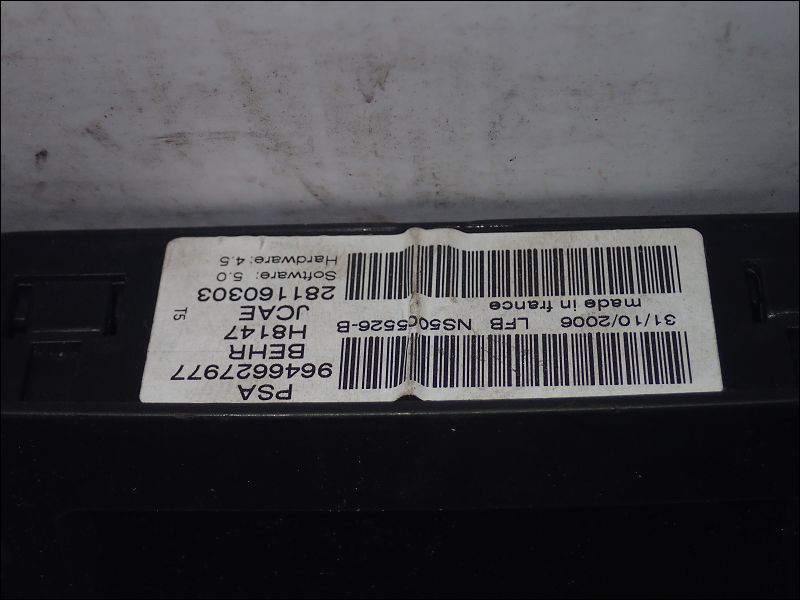 PSA
9646627977
BEHR
H8147
JCAE
281160303
Software: 5.0
Hardware: 4.5
T5
31/10/2006 LFB NS50c5526-B
made in france